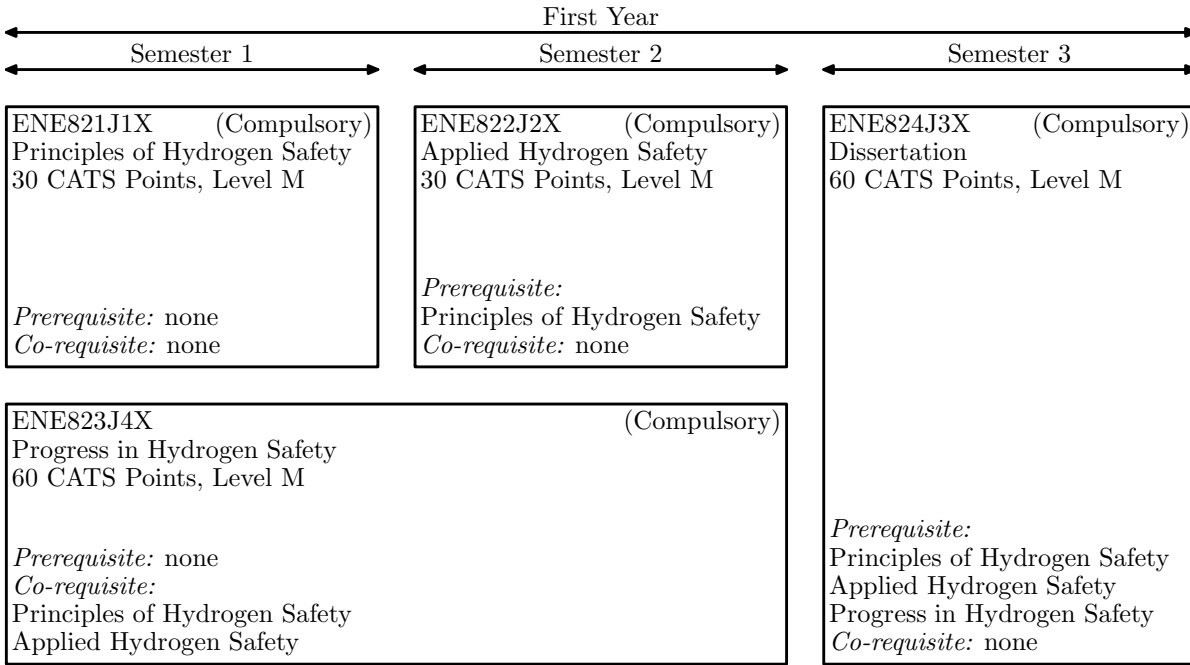 First Year
Semester 1
Semester 2
Semester 3
ENE821J1X (Compulsory)
Principles of Hydrogen Safety
30 CATS Points, Level M
Prerequisite: none
Co-requisite: none
ENE822J2X (Compulsory)
Applied Hydrogen Safety
30 CATS Points, Level M
Prerequisite:
Principles of Hydrogen Safety
Co-requisite: none
ENE824J3X (Compulsory)
Dissertation
60 CATS Points, Level M
Prerequisite:
Principles of Hydrogen Safety
Applied Hydrogen Safety
Progress in Hydrogen Safety
Co-requisite: none
ENE823J4X (Compulsory)
Progress in Hydrogen Safety
60 CATS Points, Level M
Prerequisite: none
Co-requisite:
Principles of Hydrogen Safety
Applied Hydrogen Safety